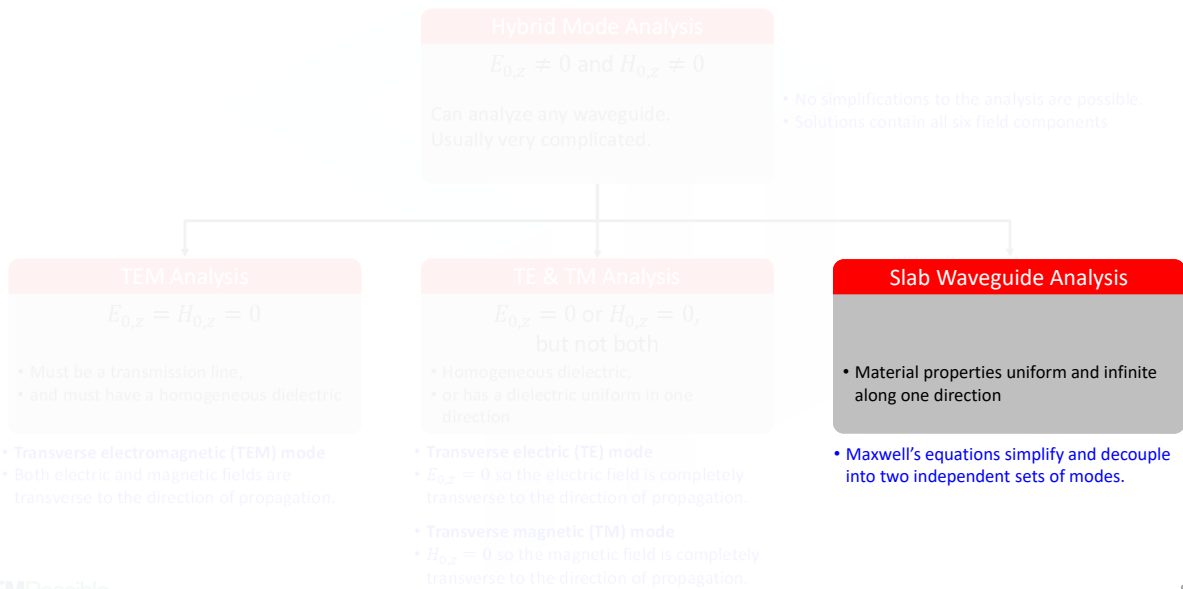 Hybrid Mode Analysis
E₀,z ≠ 0 and H₀,z ≠ 0
Can analyze any waveguide.
Usually very complicated.
• No simplifications to the analysis are possible.
• Solutions contain all six field components
TEM Analysis
E₀,z = H₀,z = 0
• Must be a transmission line,
• and must have a homogeneous dielectric
• Transverse electromagnetic (TEM) mode
• Both electric and magnetic fields are
transverse to the direction of propagation.
TE & TM Analysis
E₀,z = 0 or H₀,z = 0,
but not both
• Homogeneous dielectric,
• or has a dielectric uniform in one
direction
• Transverse electric (TE) mode
• E₀,z = 0 so the electric field is completely
transverse to the direction of propagation.
• Transverse magnetic (TM) mode
• H₀,z = 0 so the magnetic field is completely
transverse to the direction of propagation.
Slab Waveguide Analysis
• Material properties uniform and infinite
along one direction
• Maxwell's equations simplify and decouple
into two independent sets of modes.